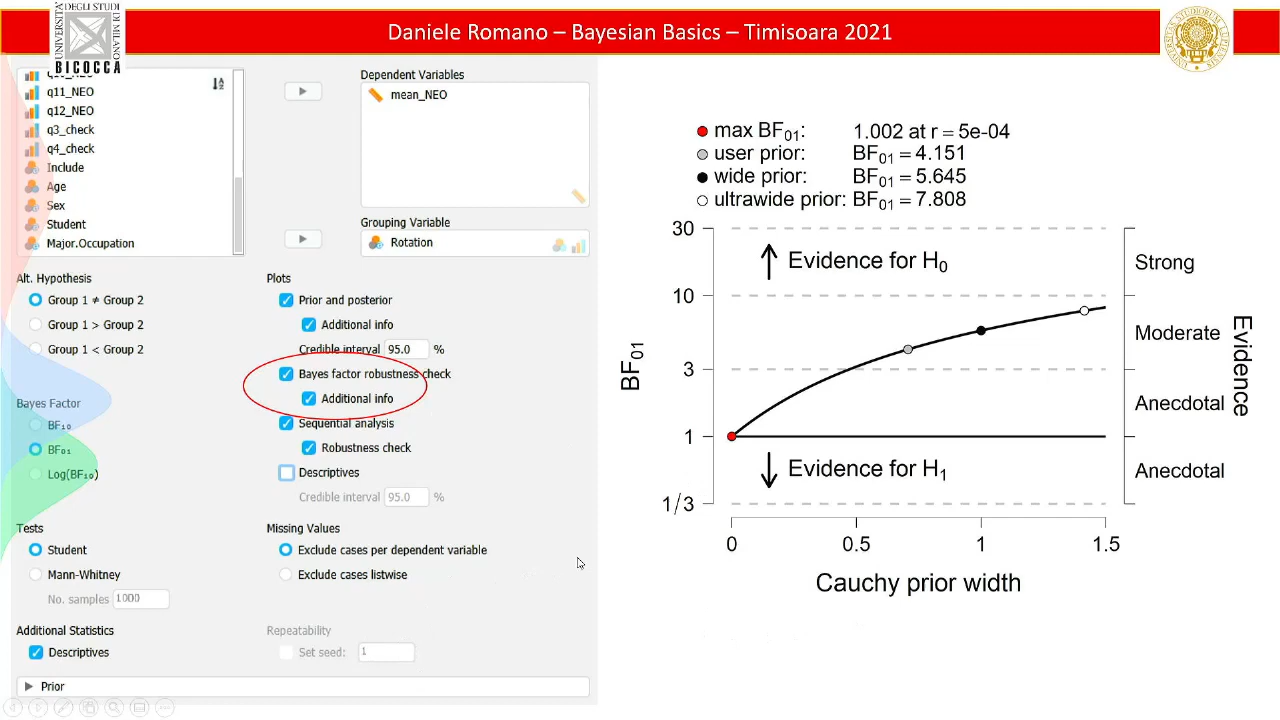 DEGLI STUDI
UNIVERSITÀ
DI MILANO
BICOCCA
Daniele Romano – Bayesian Basics – Timisoara 2021
q11_NEO
q12_NEO
q3_check
q4_check
Include
Age
Sex
Student
Major.Occupation
Dependent Variables
mean_NEO
Grouping Variable
Rotation
Alt. Hypothesis
Group 1 ≠ Group 2
Group 1 > Group 2
Group 1 < Group 2
Bayes Factor
BF₁₀
BF₀₁
Log(BF₁₀)
Tests
Student
Mann-Whitney
No. samples 1000
Additional Statistics
Descriptives
Plots
Prior and posterior
Additional info
Credible interval 95.0 %
Bayes factor robustness check
Additional info
Sequential analysis
Robustness check
Descriptives
Credible interval 95.0 %
Missing Values
Exclude cases per dependent variable
Exclude cases listwise
Repeatability
Set seed: 1
Prior
max BF₀₁: 1.002 at r = 5e-04
user prior: BF₀₁ = 4.151
wide prior: BF₀₁ = 5.645
ultrawide prior: BF₀₁ = 7.808
30
10
3
1
1/3
BF₀₁
Evidence for H₀
Evidence for H₁
Strong
Moderate
Anecdotal
Anecdotal
Evidence
0 0.5 1 1.5
Cauchy prior width